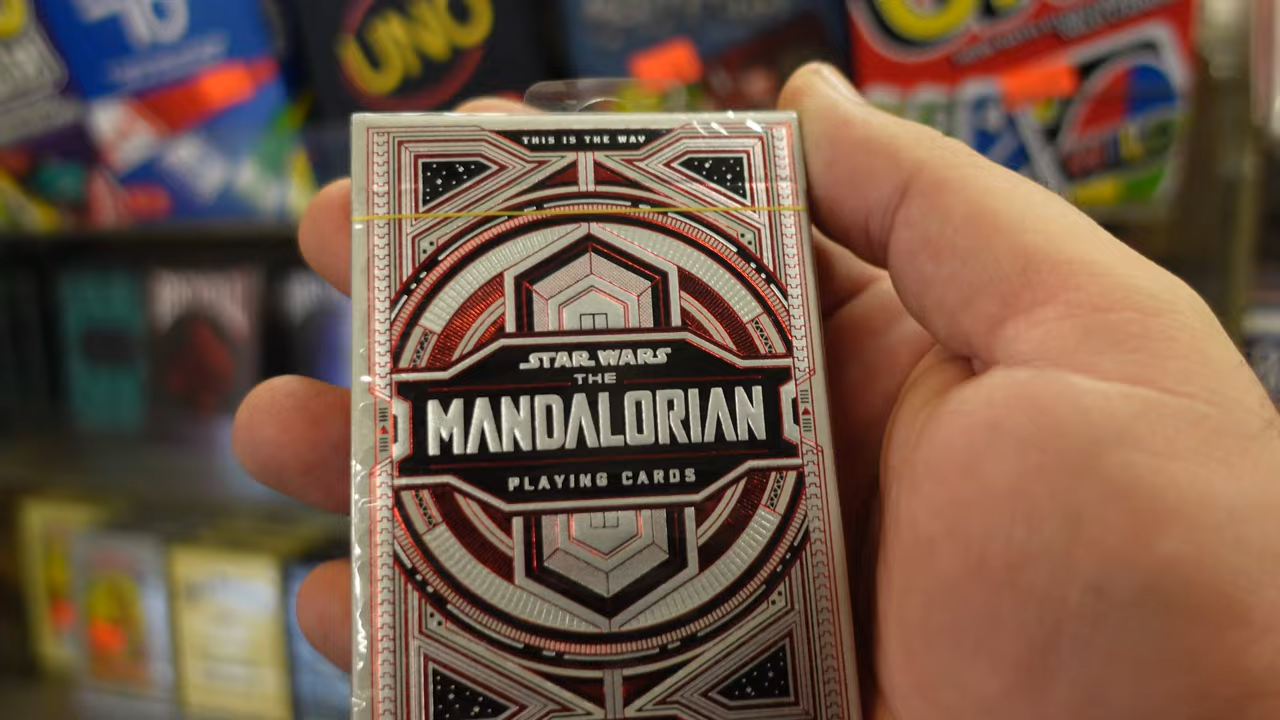 UNO
THIS IS THE WAY
STAR WARS
THE
MANDALORIAN
PLAYING CARDS